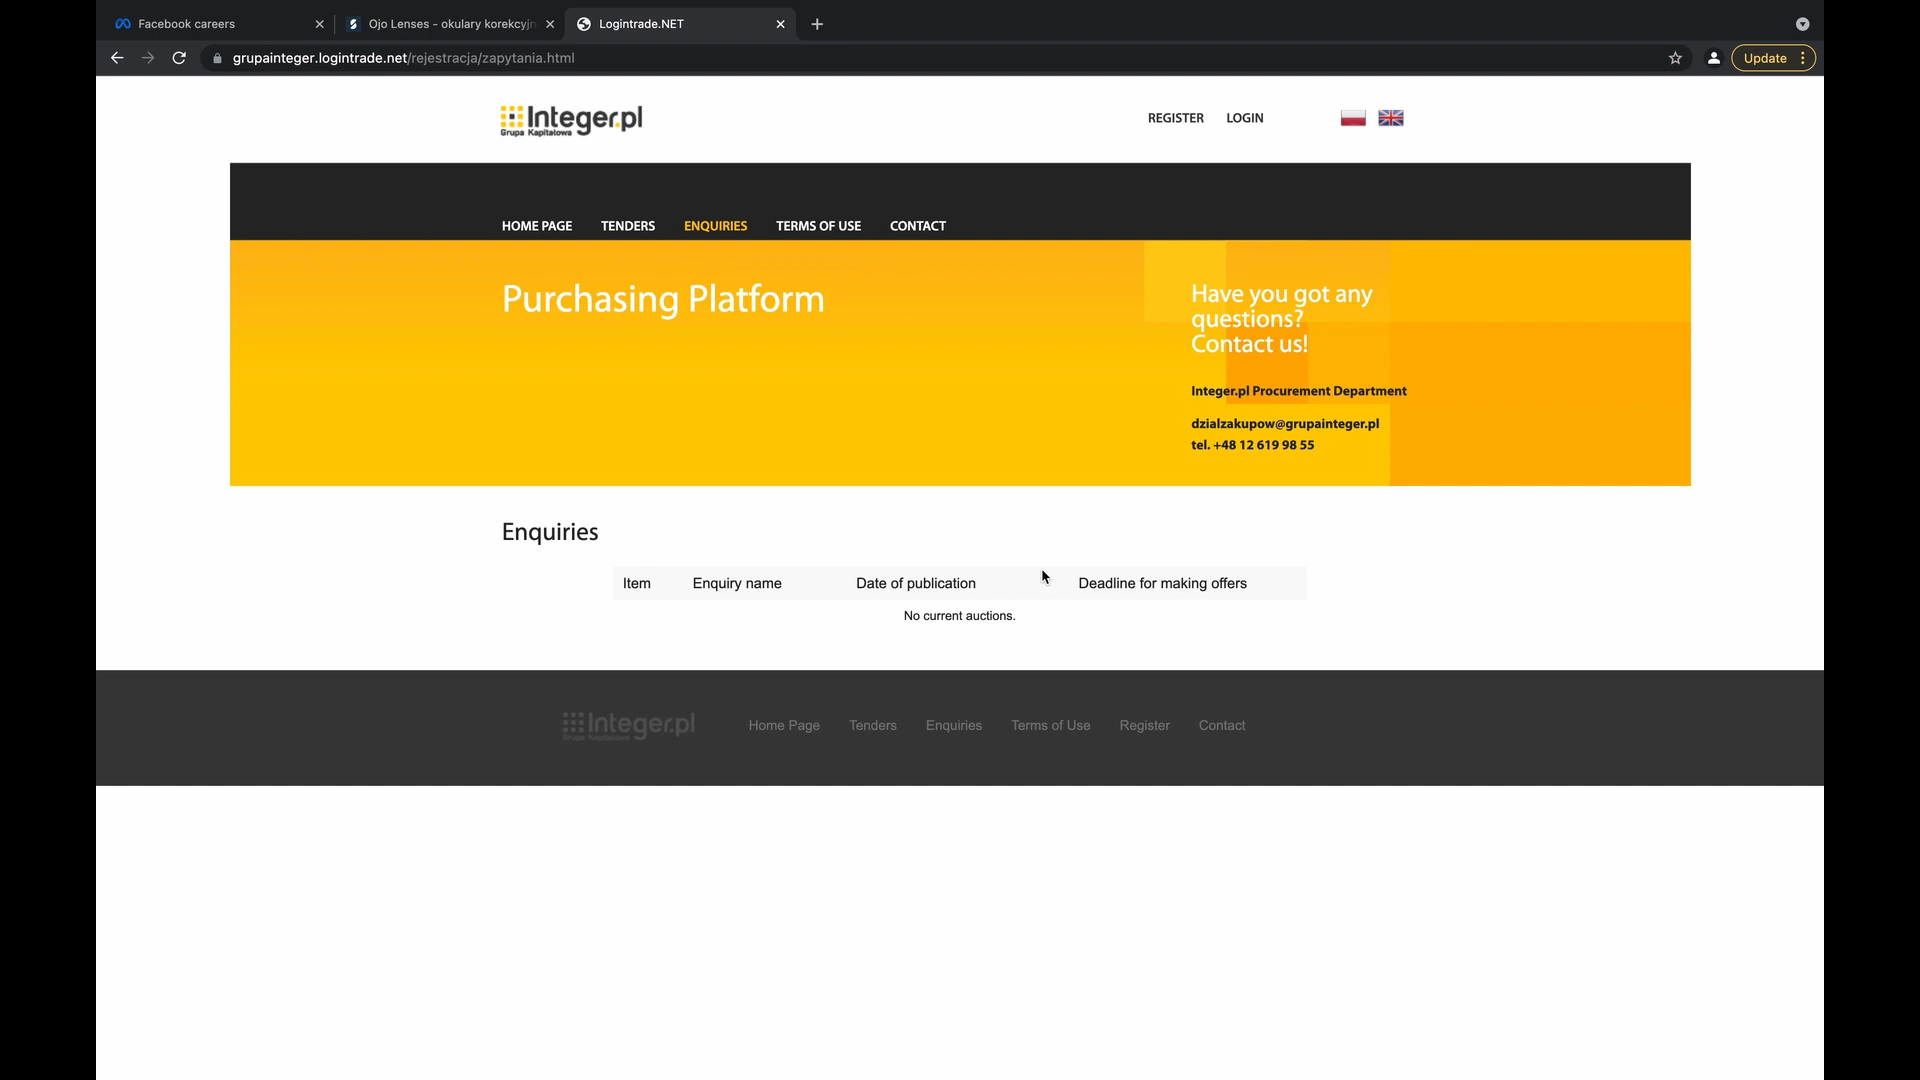 Facebook careers
Ojo Lenses - okulary korekcyjn
Logintrade.NET
grupainteger.logintrade.net/rejestracja/zapytania.html
Update
Integer.pl
Grupa Kapitałowa
REGISTER LOGIN
HOME PAGE TENDERS ENQUIRIES TERMS OF USE CONTACT
Purchasing Platform
Have you got any
questions?
Contact us!
Integer.pl Procurement Department
dzialzakupow@grupainteger.pl
tel. +48 12 619 98 55
Enquiries
Item Enquiry name Date of publication Deadline for making offers
No current auctions.
Integer.pl
Grupa Kapitałowa
Home Page Tenders Enquiries Terms of Use Register Contact